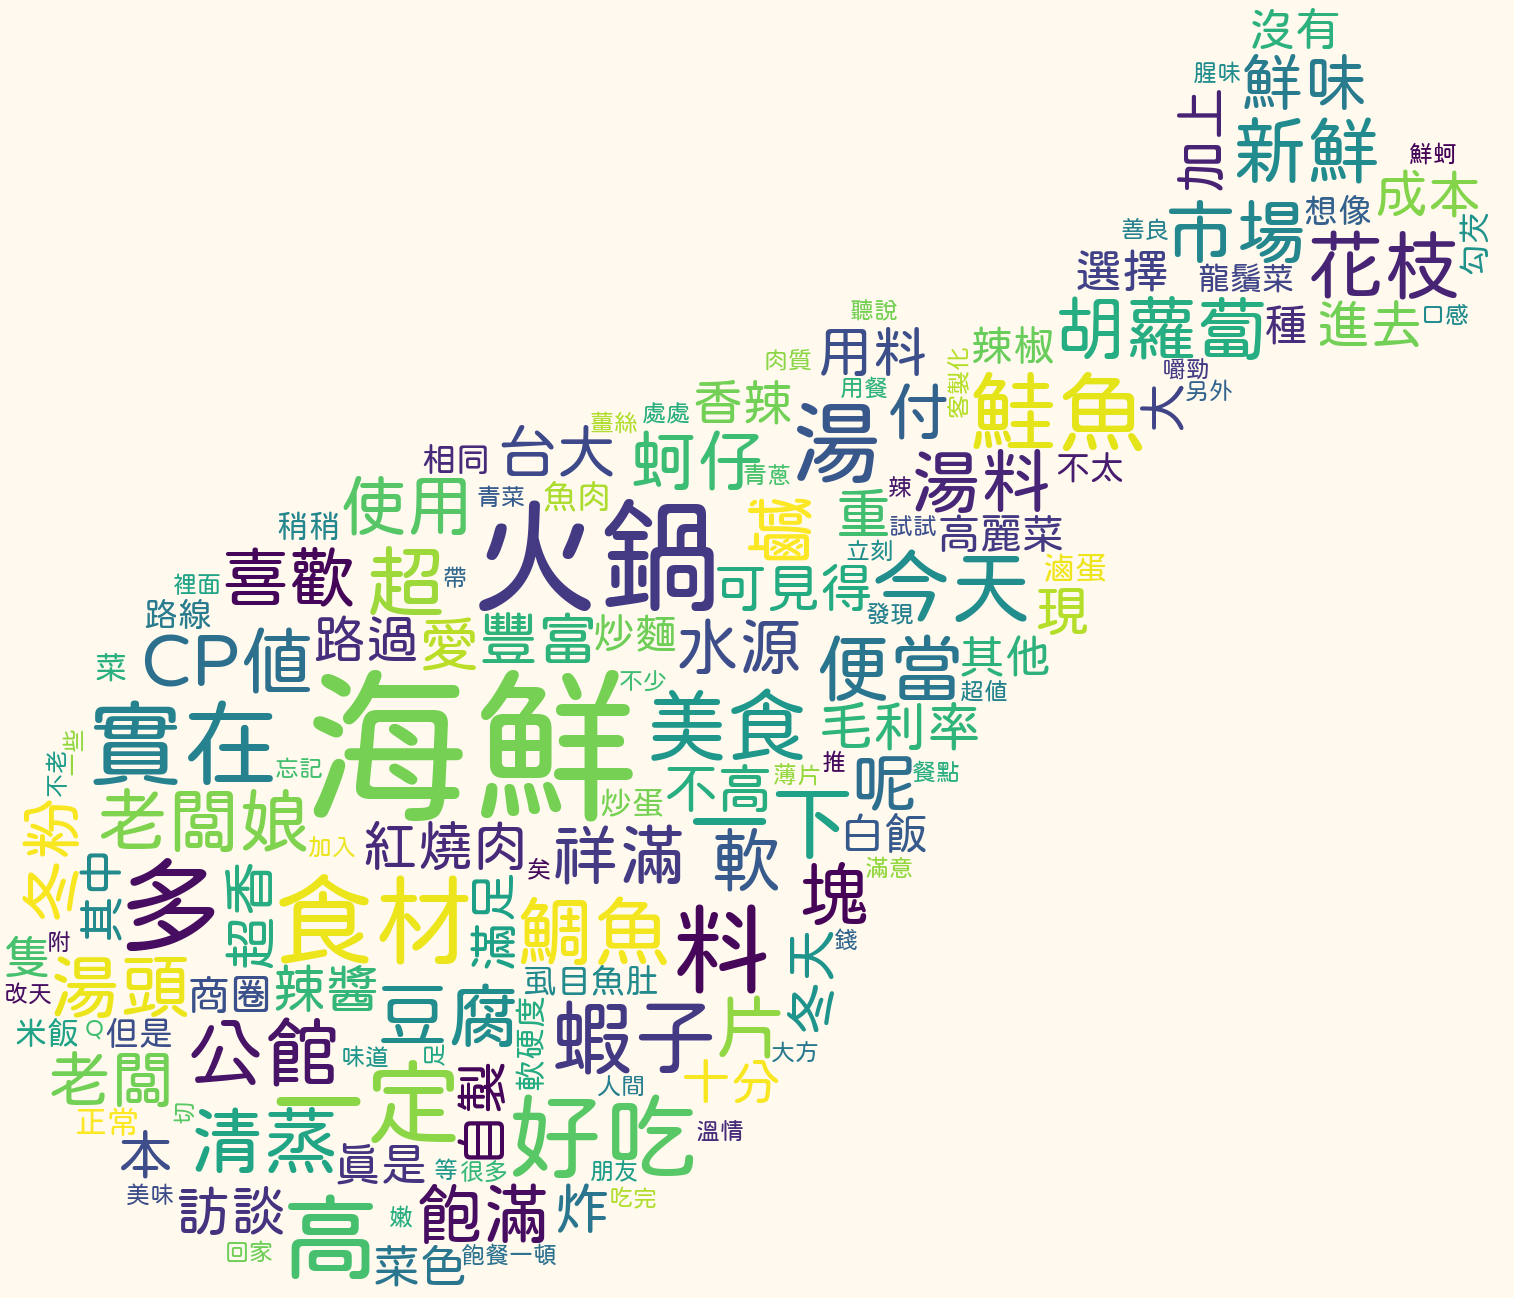 沒有
腥味
鮮味
加上
新鮮
鮮蚵
成本
想像
市場
善良
花枝
勾芡
選擇
龍鬚菜
胡蘿蔔
種
進去
口感
聽說
用料
辣椒
肉質
嚼勁
另外
用餐
付
客製化
鮭魚
大
香辣
處處
薑絲
湯
台大
蚵仔
相同
青蔥
湯料
不太
辣
使用
青菜
魚肉
火鍋
鹽
重
試試
高麗菜
稍稍
立刻
喜歡
超
帶
可見得
今天
滷蛋
裡面
現
路線
發現
CP值
路過
愛
豐富
炒麵
水源
便當
其他
菜
海鮮
不少
超值
實在
美食
毛利率
一些
不老
忘記
不高
薄片
推
呢
餐點
炒蛋
一下
老闆娘
冬粉
加入
紅燒肉
矣
祥滿
軟
白飯
滿意
其中
多
超香
食材
滿足
鯛魚
料
塊
錢
隻
附
冬天
湯頭
商圈
辣醬
虱目魚肚
改天
豆腐
軟硬度
蝦子
片
米飯
Q
但是
公館
味道
足
大方
老闆
一定
自製
人間
十分
正常
切
清蒸
好吃
溫情
本
真是
等
很多
朋友
美味
訪談
高
嫩
飽滿
炸
吃完
回家
菜色
飽餐一頓